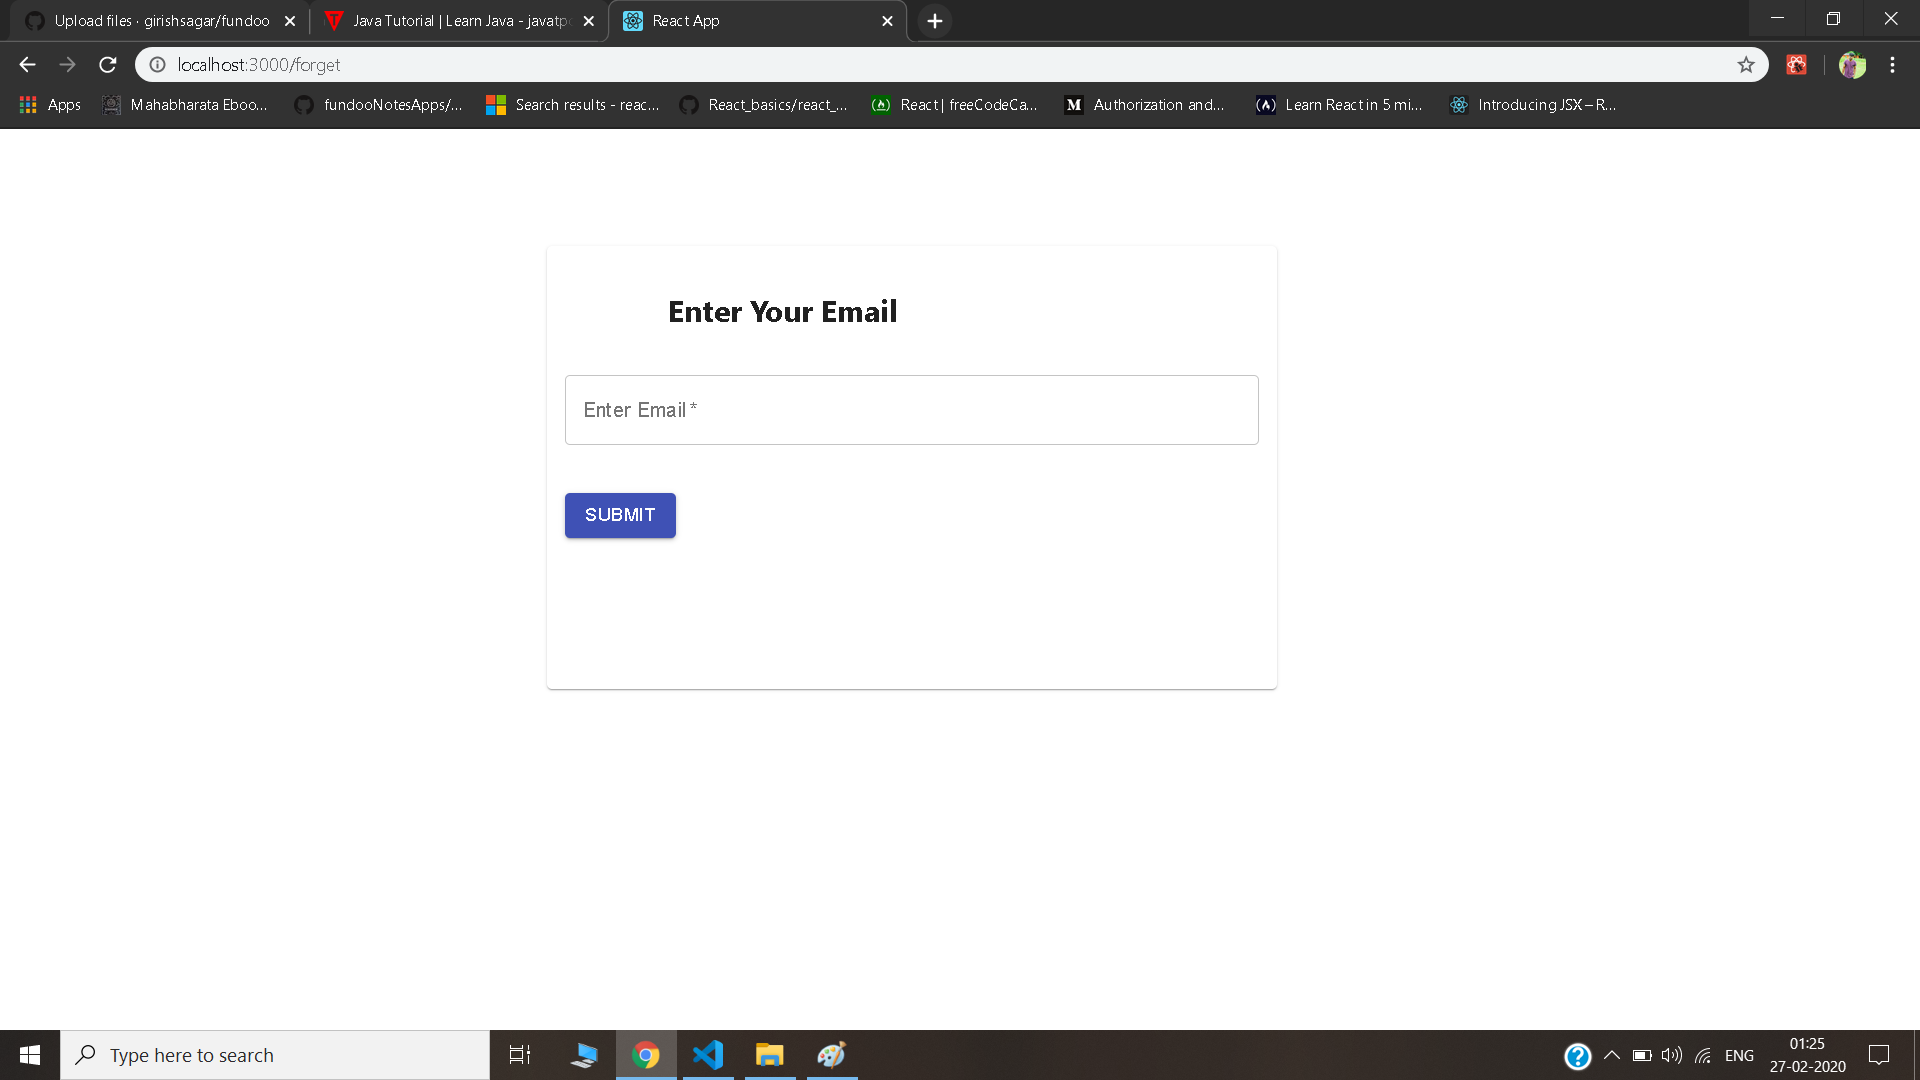 Upload files · girishsagar/fundoo
Java Tutorial | Learn Java - javatp
React App
localhost:3000/forget
Apps
Mahabharata Eboo...
fundooNotesApps/...
Search results - reac...
React_basics/react_...
React | freeCodeCa...
Authorization and...
Learn React in 5 mi...
Introducing JSX – R...
Enter Your Email
Enter Email *
SUBMIT
Type here to search
ENG
01:25
27-02-2020